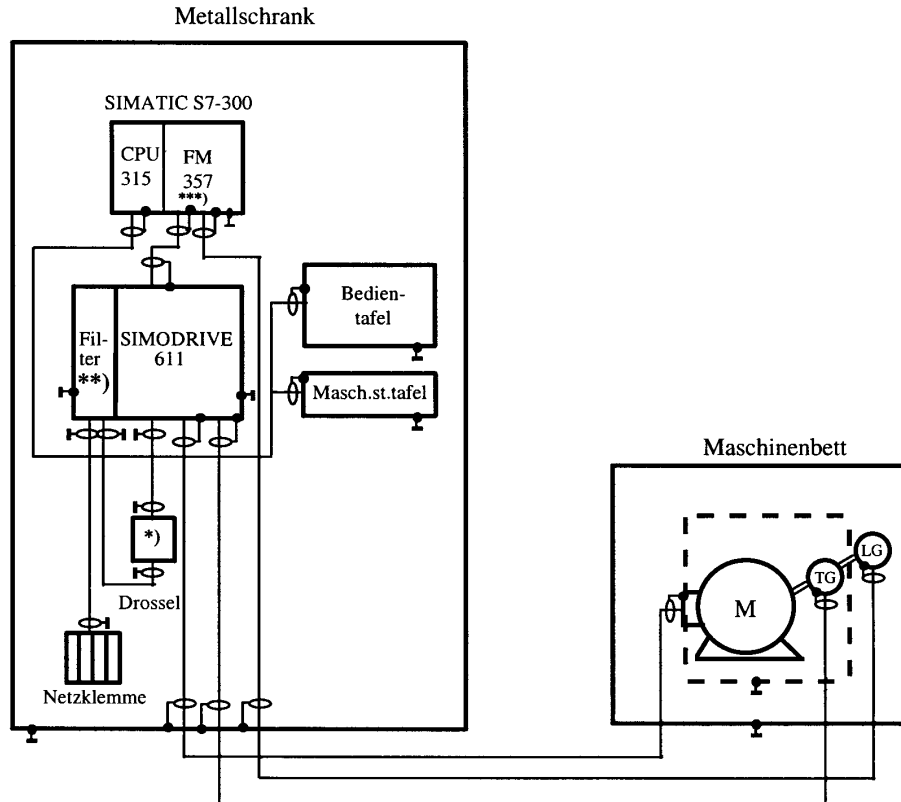 Metallschrank
SIMATIC S7-300
CPU
315
FM
357
***)
Fil-
ter
**)
SIMODRIVE
611
Bedien-
tafel
Masch.st.tafel
*)
Drossel
Netzklemme
Maschinenbett
M
TG
LG